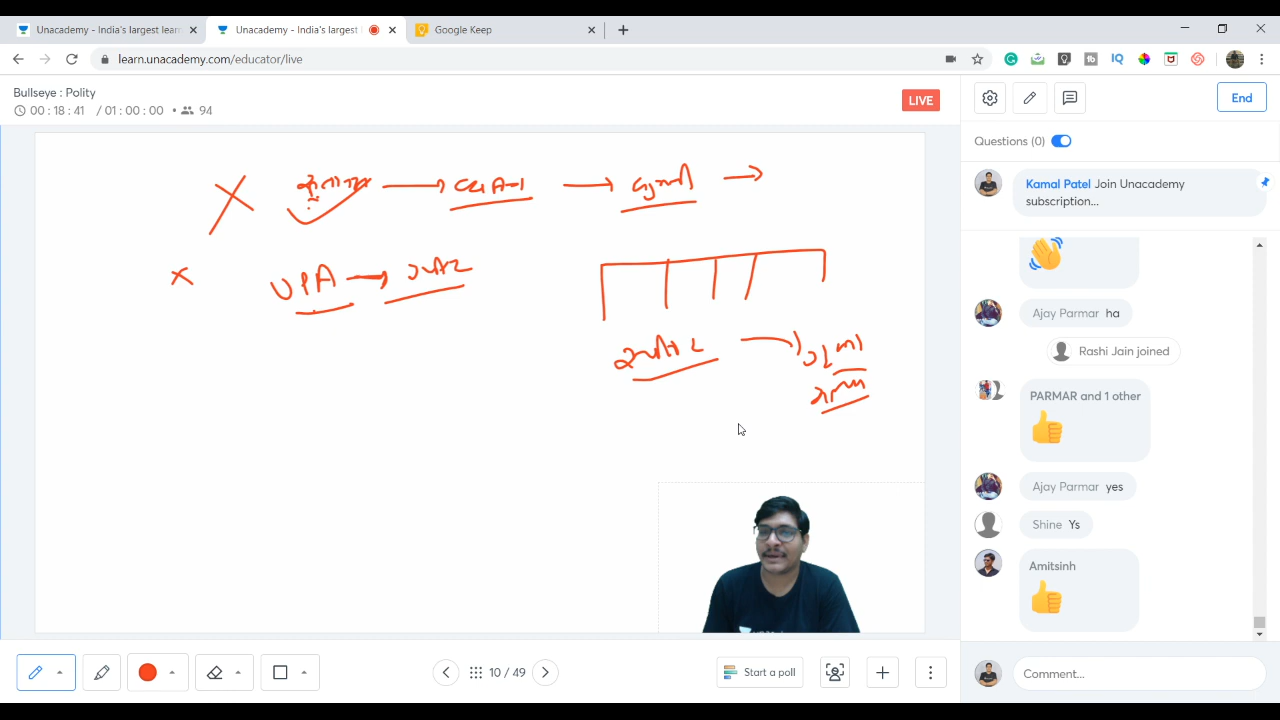 Unacademy - India's largest learn
Unacademy - India's largest l
Google Keep
learn.unacademy.com/educator/live
Bullseye : Polity
00 : 18 : 41 / 01 : 00 : 00 • 94
LIVE
End
Questions (0)
Kamal Patel Join Unacademy
subscription...
UPA
Ajay Parmar ha
Rashi Jain joined
PARMAR and 1 other
Ajay Parmar yes
Shine Ys
Amitsinh
10 / 49
Start a poll
Comment...